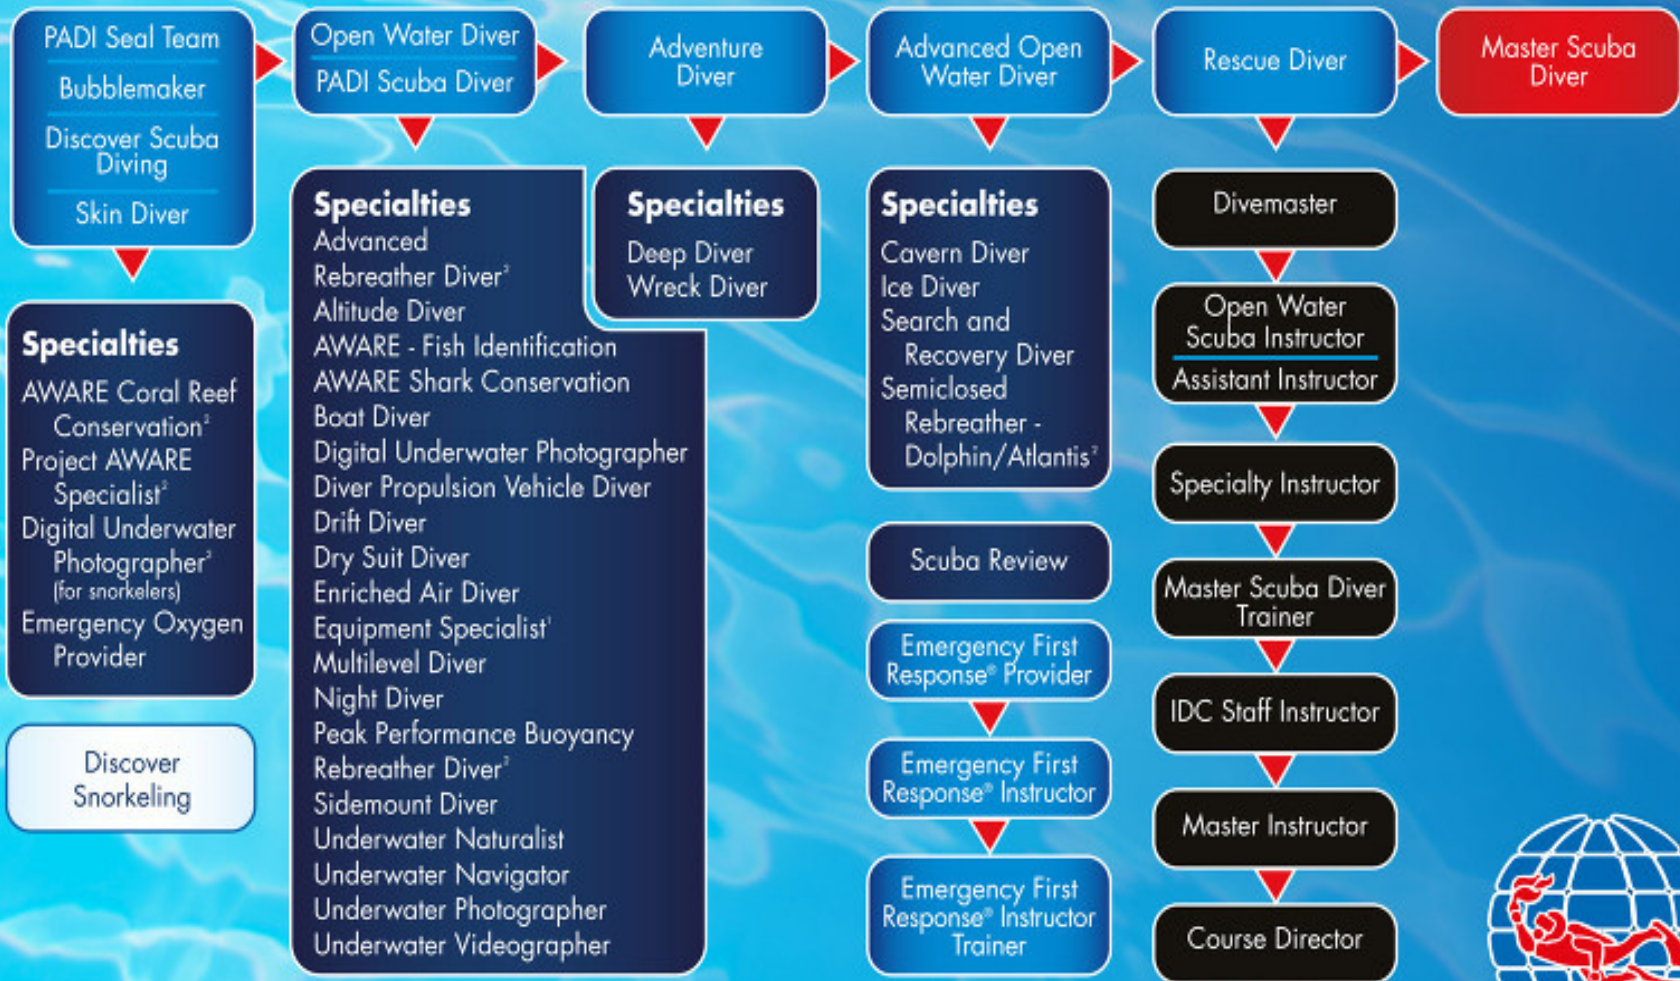 PADI Seal Team
Bubblemaker
Discover Scuba
Diving
Skin Diver
Open Water Diver
PADI Scuba Diver
Adventure
Diver
Advanced Open
Water Diver
Rescue Diver
Master Scuba
Diver
Specialties
AWARE Coral Reef
Conservation²
Project AWARE
Specialist²
Digital Underwater
Photographer²
(for snorkelers)
Emergency Oxygen
Provider
Discover
Snorkeling
Specialties
Advanced
Rebreather Diver²
Altitude Diver
AWARE - Fish Identification
AWARE Shark Conservation
Boat Diver
Digital Underwater Photographer
Diver Propulsion Vehicle Diver
Drift Diver
Dry Suit Diver
Enriched Air Diver
Equipment Specialist¹
Multilevel Diver
Night Diver
Peak Performance Buoyancy
Rebreather Diver²
Sidemount Diver
Underwater Naturalist
Underwater Navigator
Underwater Photographer
Underwater Videographer
Specialties
Deep Diver
Wreck Diver
Specialties
Cavern Diver
Ice Diver
Search and
Recovery Diver
Semiclosed
Rebreather -
Dolphin/Atlantis²
Scuba Review
Emergency First
Response® Provider
Emergency First
Response® Instructor
Emergency First
Response® Instructor
Trainer
Divemaster
Open Water
Scuba Instructor
Assistant Instructor
Specialty Instructor
Master Scuba Diver
Trainer
IDC Staff Instructor
Master Instructor
Course Director